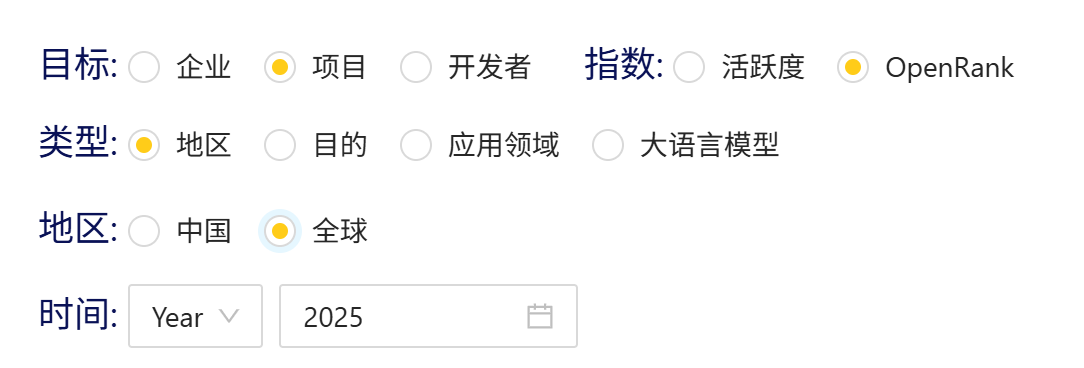 目标: 企业 项目 开发者 指数: 活跃度 OpenRank
类型: 地区 目的 应用领域 大语言模型
地区: 中国 全球
时间: Year 2025